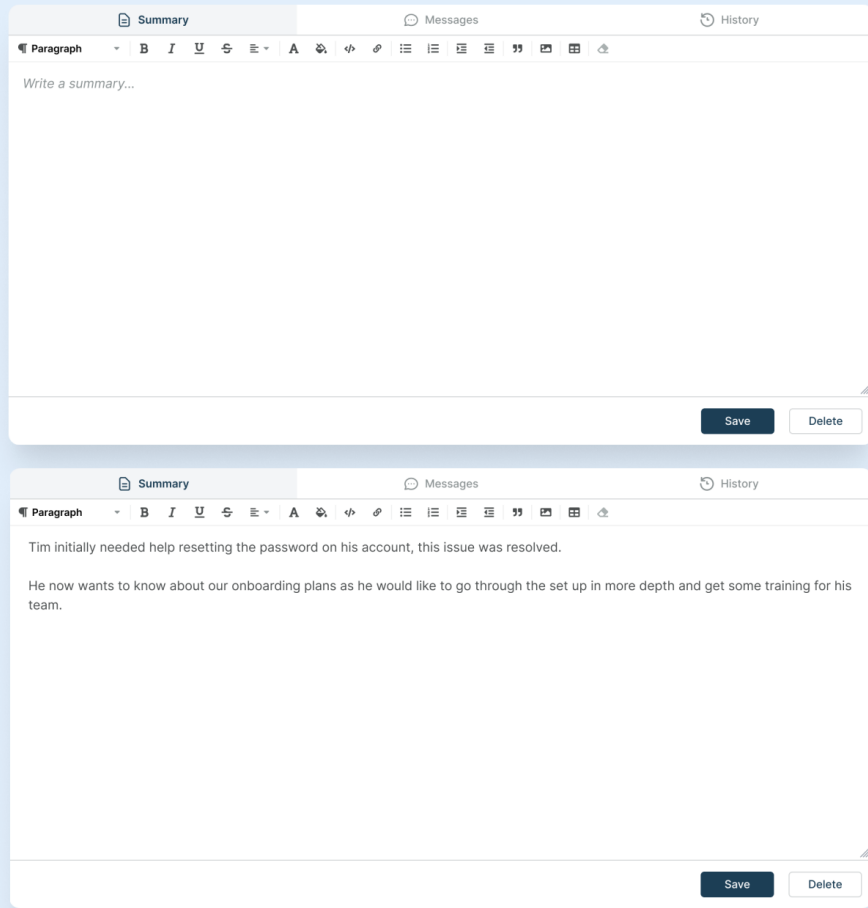 Summary
Messages
History
¶ Paragraph B I U S A </>
Write a summary...
Save
Delete
Summary
Messages
History
¶ Paragraph B I U S A </>
Tim initially needed help resetting the password on his account, this issue was resolved.
He now wants to know about our onboarding plans as he would like to go through the set up in more depth and get some training for his
team.
Save
Delete